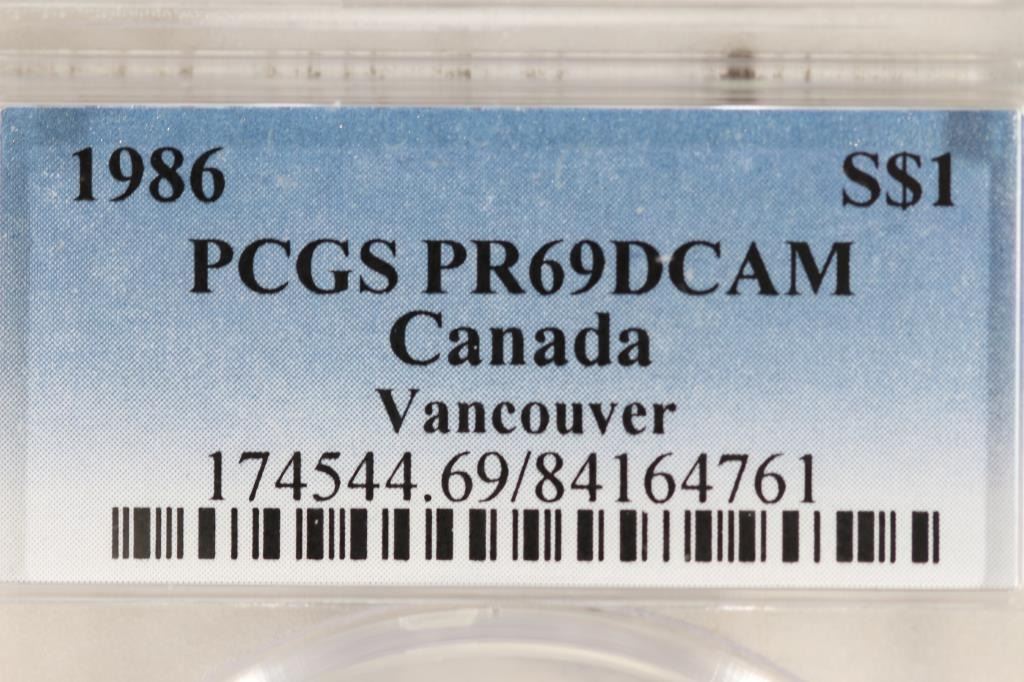 1986 S$1
PCGS PR69DCAM
Canada
Vancouver
174544.69/84164761